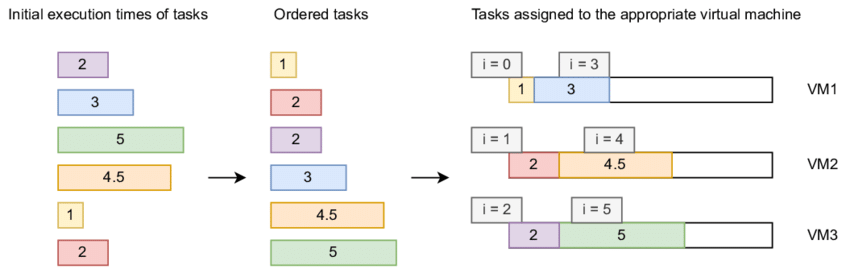 Initial execution times of tasks
Ordered tasks
Tasks assigned to the appropriate virtual machine
2
3
5
4.5
1
2
1
2
2
3
4.5
5
i = 0
i = 3
1
3
VM1
i = 1
i = 4
2
4.5
VM2
i = 2
i = 5
2
5
VM3